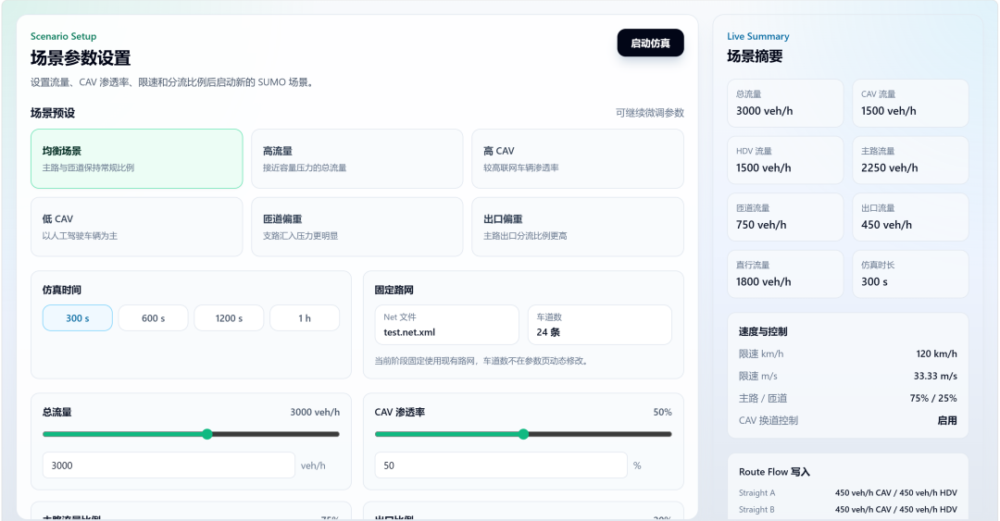 Scenario Setup
场景参数设置
设置流量、CAV 渗透率、限速和分流比例后启动新的 SUMO 场景。
启动仿真
场景预设
可继续微调参数
均衡场景
主路与匝道保持常规比例
高流量
接近容量压力的总流量
高 CAV
较高联网车辆渗透率
低 CAV
以人工驾驶车辆为主
匝道偏重
支路汇入压力更明显
出口偏重
主路出口分流比例更高
仿真时间
300 s
600 s
1200 s
1 h
固定路网
Net 文件
test.net.xml
车道数
24 条
当前阶段固定使用现有路网，车道数不在参数页动态修改。
总流量
3000 veh/h
3000
veh/h
CAV 渗透率
50%
50
%
主路流量比例
75%
出口比例
20%
Live Summary
场景摘要
总流量
3000 veh/h
CAV 流量
1500 veh/h
HDV 流量
1500 veh/h
主路流量
2250 veh/h
匝道流量
750 veh/h
出口流量
450 veh/h
直行流量
1800 veh/h
仿真时长
300 s
速度与控制
限速 km/h
120 km/h
限速 m/s
33.33 m/s
主路 / 匝道
75% / 25%
CAV 换道控制
启用
Route Flow 写入
Straight A
450 veh/h CAV / 450 veh/h HDV
Straight B
450 veh/h CAV / 450 veh/h HDV